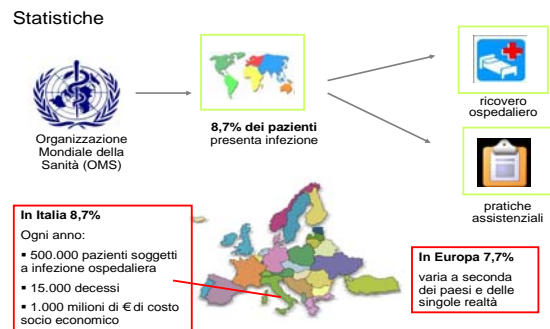 Statistiche
Organizzazione
Mondiale della
Sanità (OMS)
8,7% dei pazienti
presenta infezione
ricovero
ospedaliero
pratiche
assistenziali
In Italia 8,7%
Ogni anno:
▪ 500.000 pazienti soggetti
a infezione ospedaliera
▪ 15.000 decessi
▪ 1.000 milioni di € di costo
socio economico
In Europa 7,7%
varia a seconda
dei paesi e delle
singole realtà